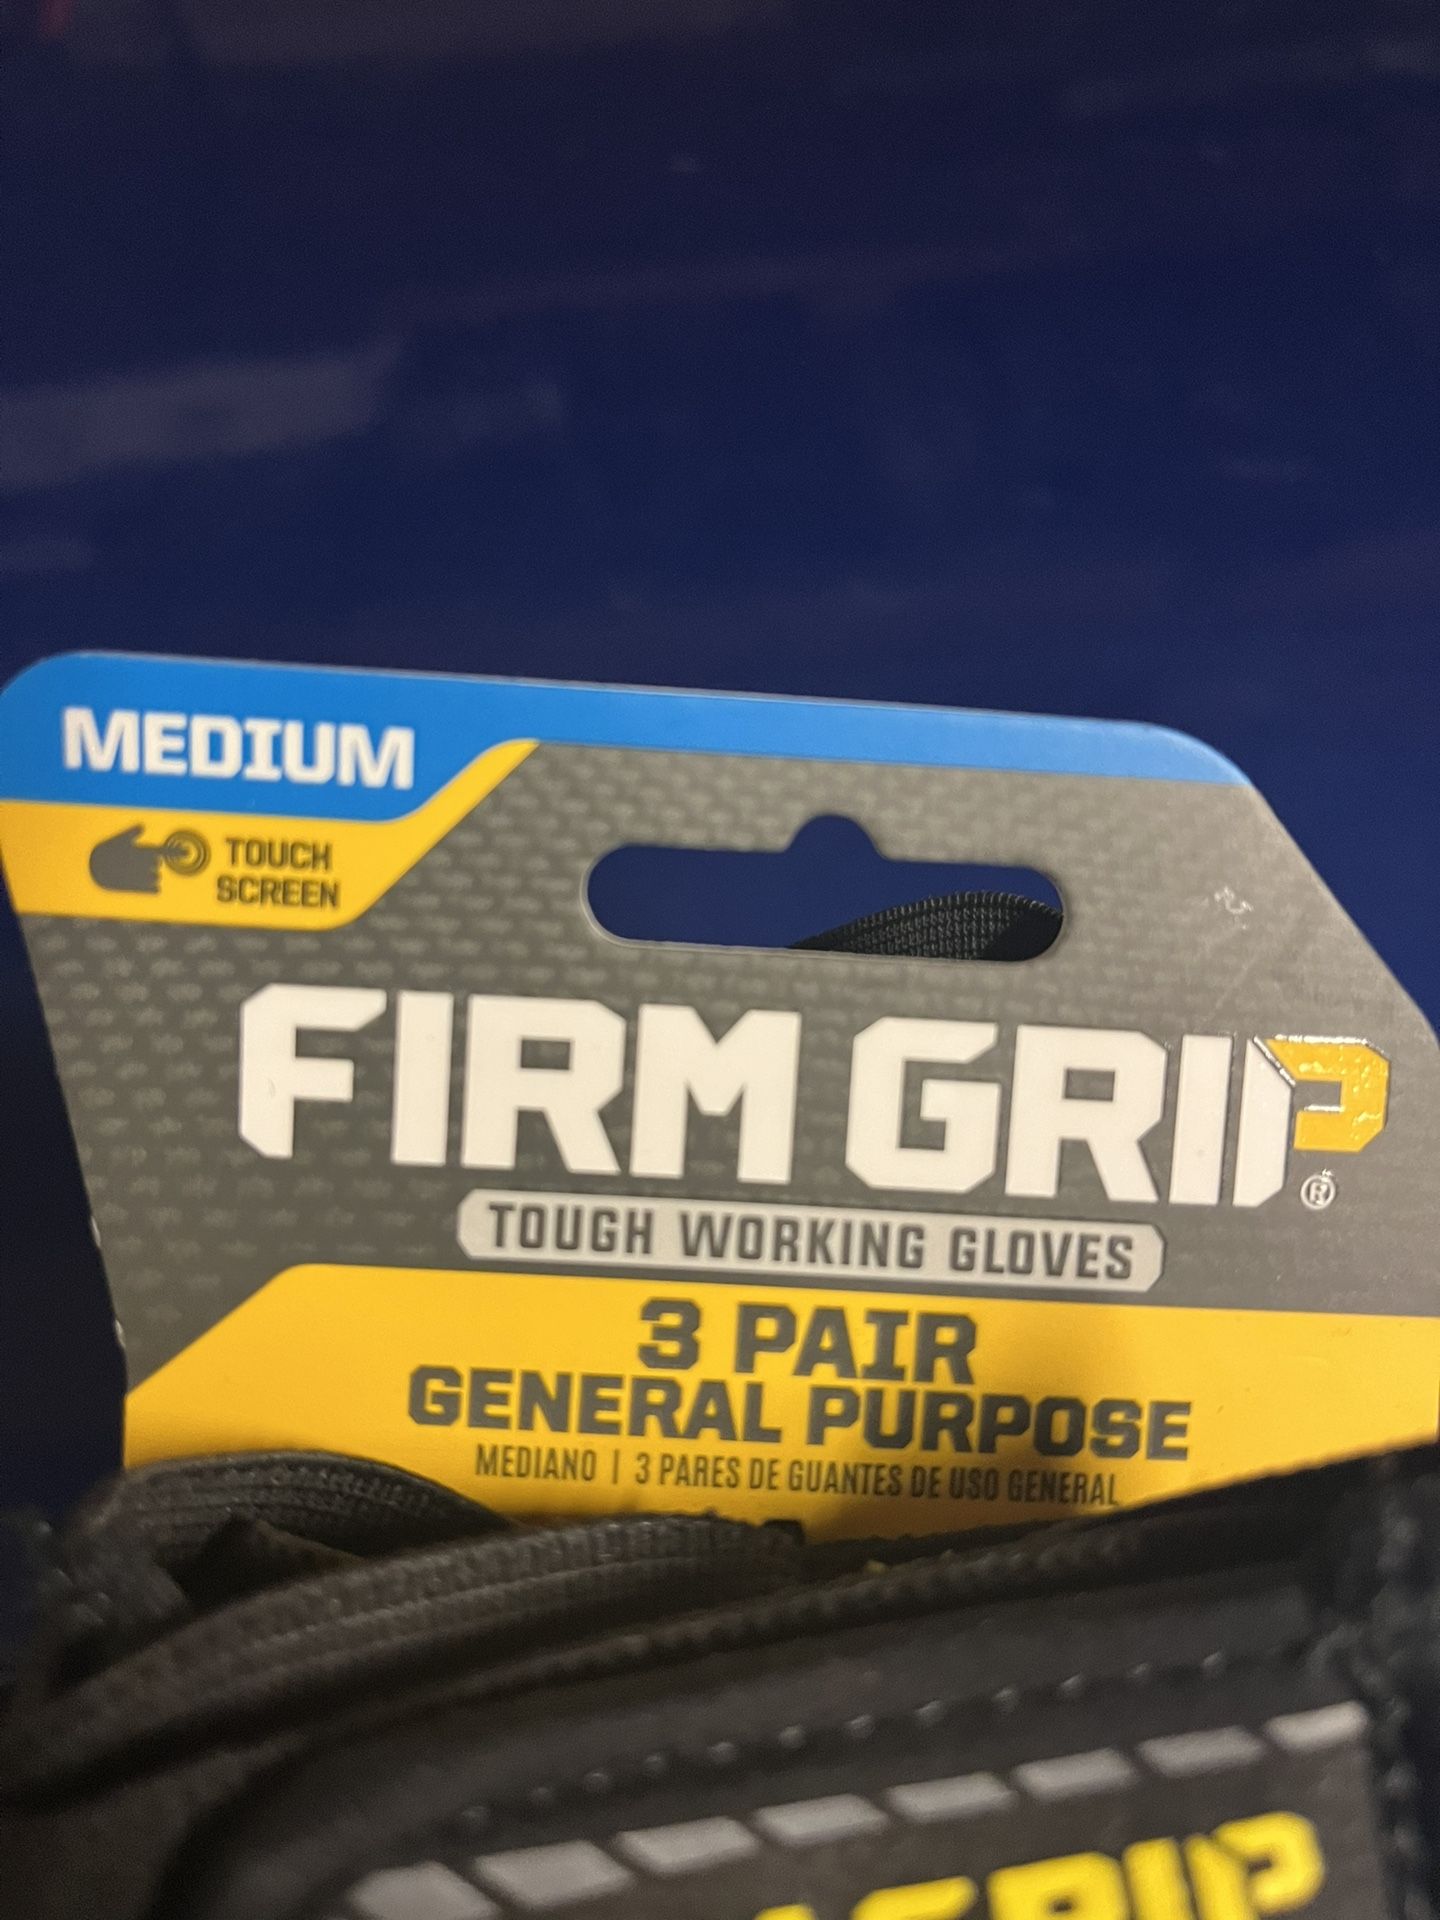 MEDIUM
TOUCH
SCREEN
FIRM GRIP®
TOUGH WORKING GLOVES
3 PAIR
GENERAL PURPOSE
MEDIANO | 3 PARES DE GUANTES DE USO GENERAL
GRIP